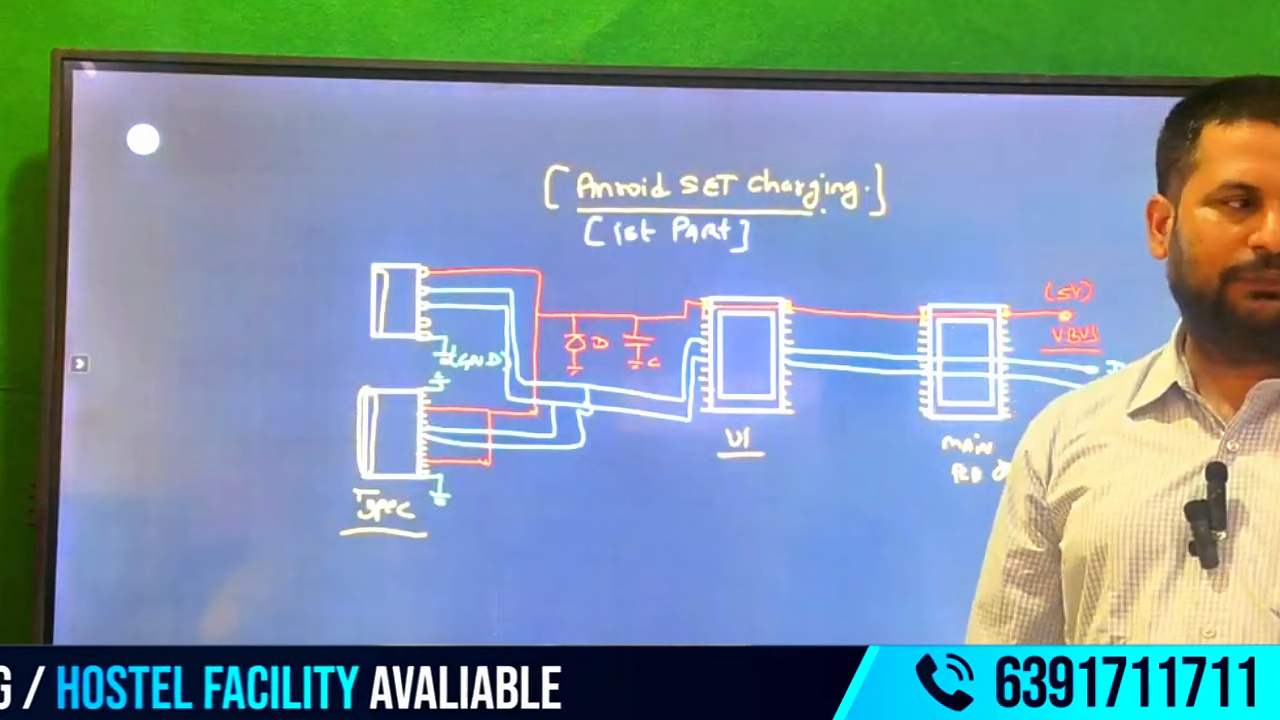 [Anroid SET Charging.]
[1st PART]
(5V)
VBUS
D
C
(GND)
U1
MAIN
Type C
G / HOSTEL FACILITY AVALIABLE
6391711711